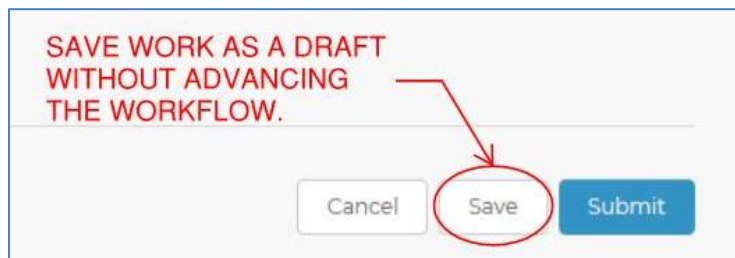 SAVE WORK AS A DRAFT
WITHOUT ADVANCING
THE WORKFLOW.
Cancel Save Submit